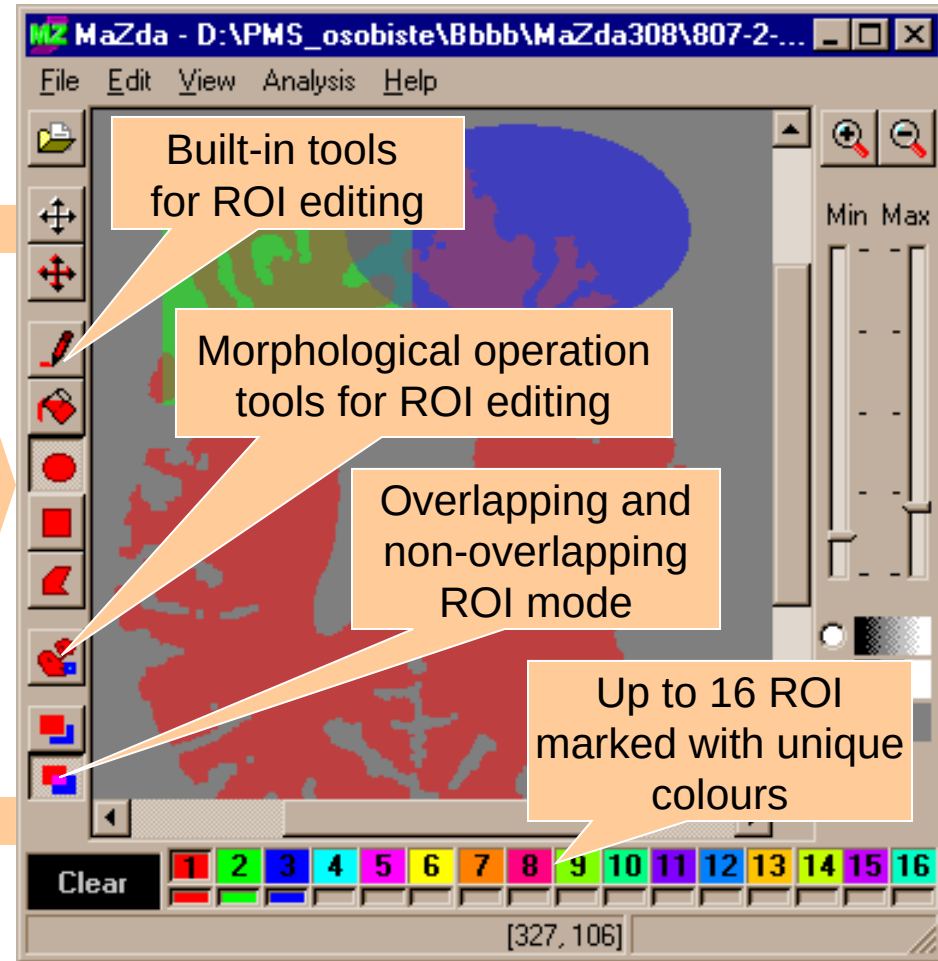 MZ MaZda - D:\PMS_osobiste\Bbbb\MaZda308\807-2-...
File Edit View Analysis Help
Built-in tools
for ROI editing
Min Max
Morphological operation
tools for ROI editing
Overlapping and
non-overlapping
ROI mode
Up to 16 ROI
marked with unique
colours
Clear 1 2 3 4 5 6 7 8 9 10 11 12 13 14 15 16
[327, 106]